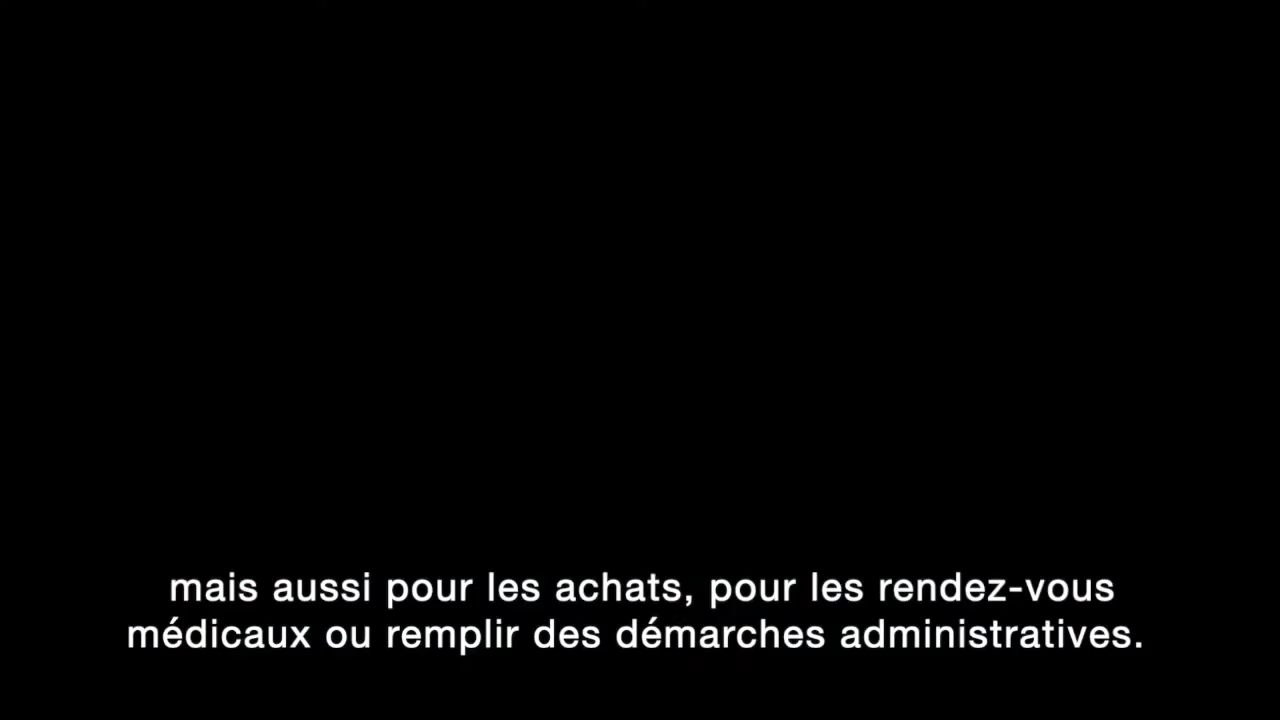 mais aussi pour les achats, pour les rendez-vous
médicaux ou remplir des démarches administratives.